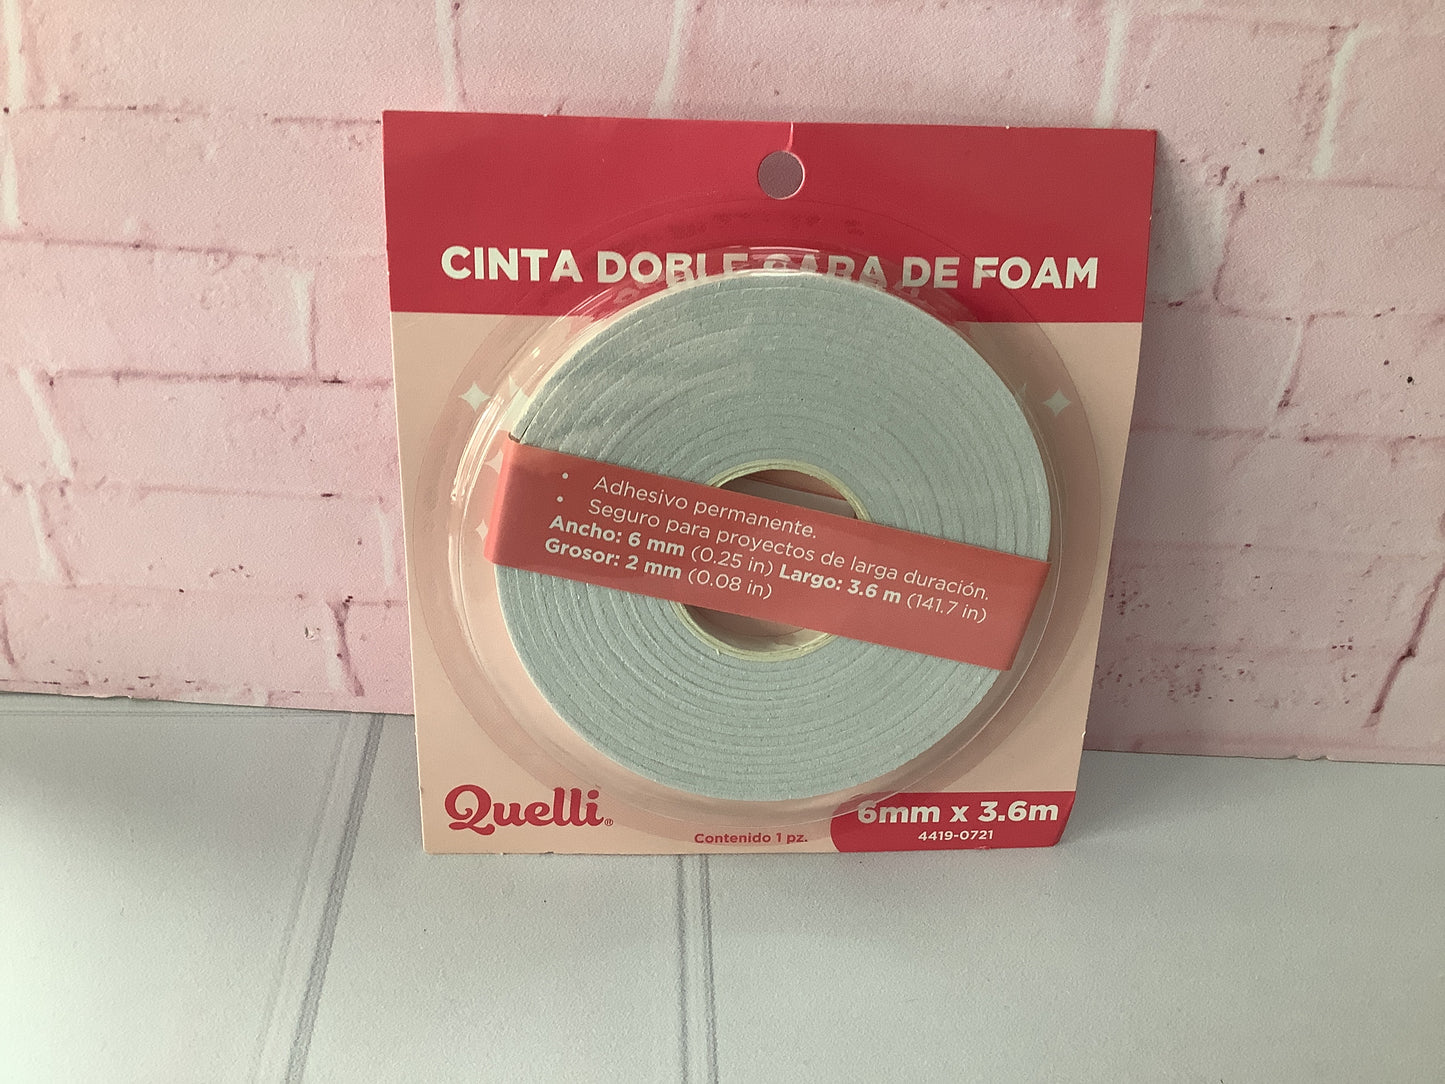 CINTA DOBLE CARA DE FOAM
• Adhesivo permanente.
• Seguro para proyectos de larga duración.
Ancho: 6 mm (0.25 in) Largo: 3.6 m (141.7 in)
Grosor: 2 mm (0.08 in)
Quelli®
Contenido 1 pz.
6mm x 3.6m
4419-0721